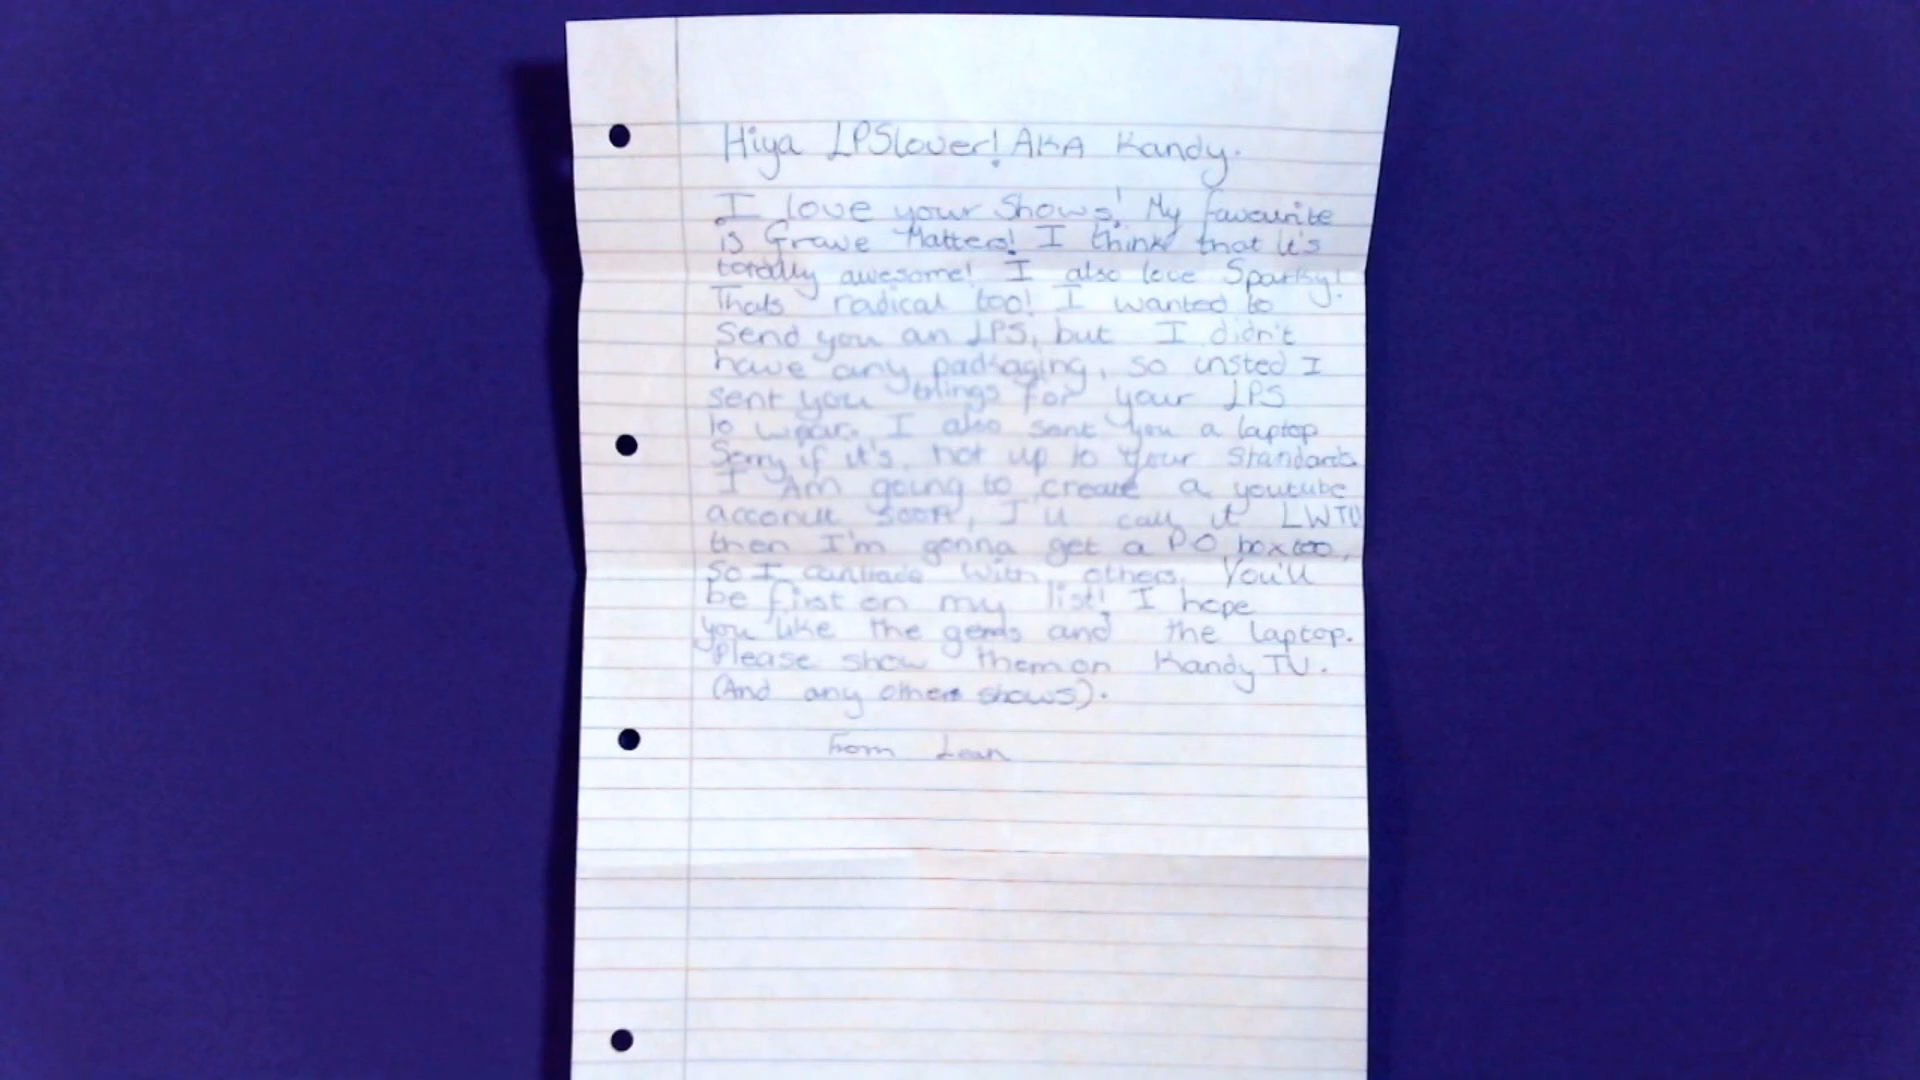 Hiya LPSlover! AKA Kandy.
I love your Shows! My favourite
is Grave Matters! I think that it's
totally awesome! I also love Sparky!
Thats radical too! I wanted to
Send you an LPS, but I didn't
have any packaging, so insted I
sent you things for your LPS
to wear. I also sent you a laptop
Sorry if it's not up to your standards.
I Am going to create a youtube
account soon, I'll call it
then I'm gonna get a PO box too,
so I can trade with others. You'll
be first on my list! I hope
you like the gems and the laptop.
Please show them on Kandy TV.
(And any other shows).
From